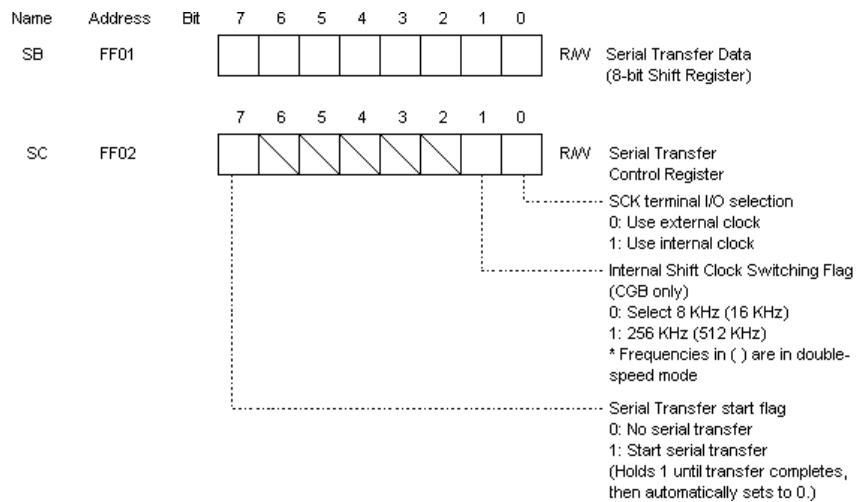 Name Address Bit 7 6 5 4 3 2 1 0
SB FF01 R/W Serial Transfer Data
(8-bit Shift Register)
7 6 5 4 3 2 1 0
SC FF02 R/W Serial Transfer
Control Register
SCK terminal I/O selection
0: Use external clock
1: Use internal clock
Internal Shift Clock Switching Flag
(CGB only)
0: Select 8 KHz (16 KHz)
1: 256 KHz (512 KHz)
* Frequencies in ( ) are in double-
speed mode
Serial Transfer start flag
0: No serial transfer
1: Start serial transfer
(Holds 1 until transfer completes,
then automatically sets to 0.)